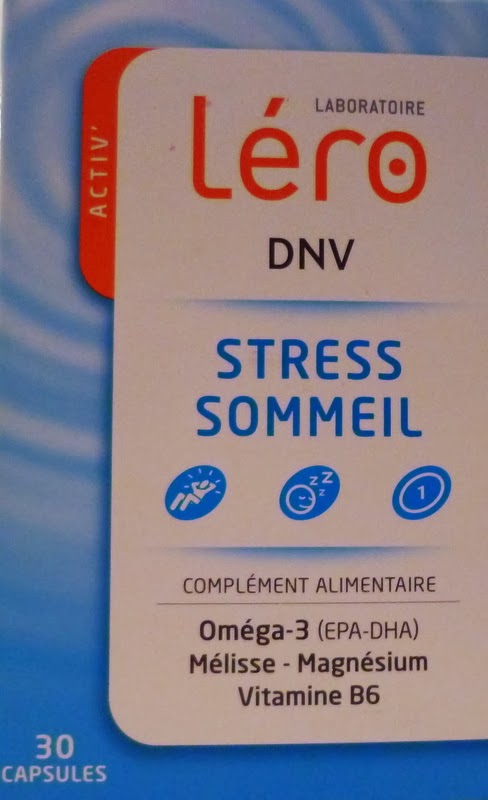 ACTIV'
LABORATOIRE
Léro
DNV
STRESS
SOMMEIL
z z z
1
COMPLÉMENT ALIMENTAIRE
Oméga-3 (EPA-DHA)
Mélisse - Magnésium
Vitamine B6
30
CAPSULES